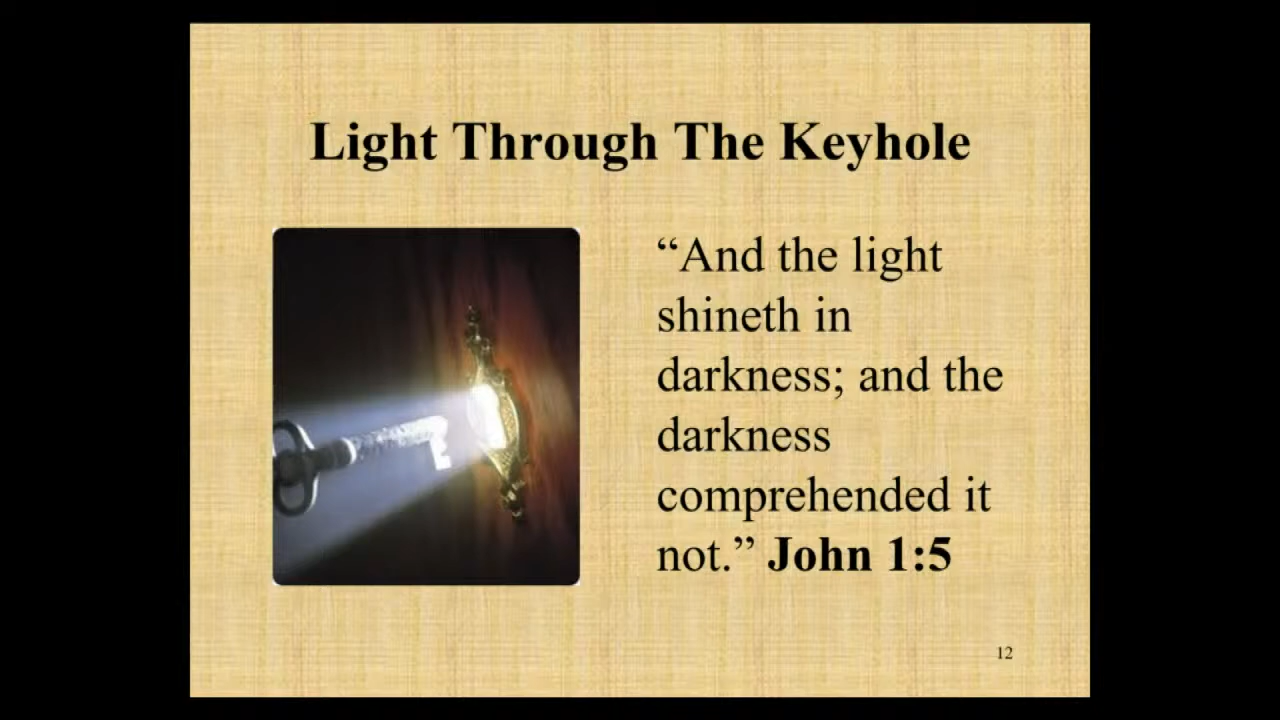 Light Through The Keyhole
“And the light
shineth in
darkness; and the
darkness
comprehended it
not.” John 1:5
12